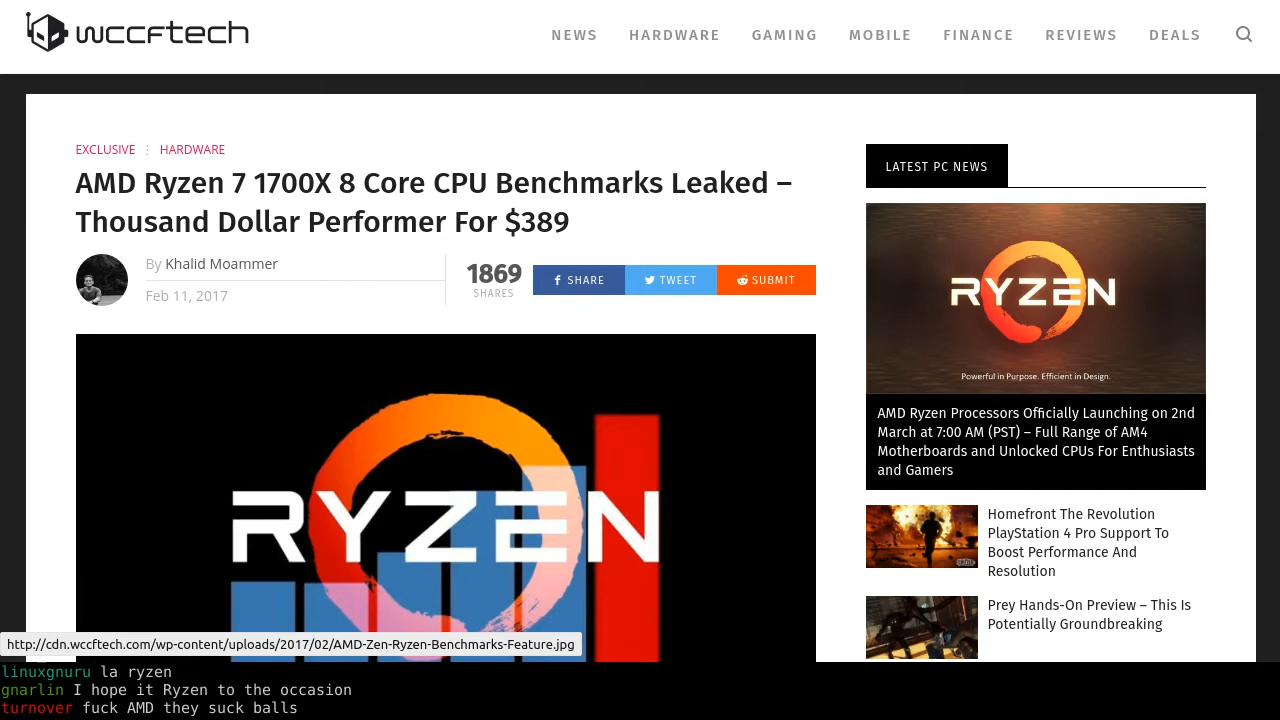 wccftech
NEWS HARDWARE GAMING MOBILE FINANCE REVIEWS DEALS
EXCLUSIVE HARDWARE
AMD Ryzen 7 1700X 8 Core CPU Benchmarks Leaked –
Thousand Dollar Performer For $389
By Khalid Moammer
Feb 11, 2017
1869
SHARES
SHARE
TWEET
SUBMIT
RYZEN
LATEST PC NEWS
RYZEN
Powerful in Purpose. Efficient in Design.
AMD Ryzen Processors Officially Launching on 2nd
March at 7:00 AM (PST) – Full Range of AM4
Motherboards and Unlocked CPUs For Enthusiasts
and Gamers
Homefront The Revolution
PlayStation 4 Pro Support To
Boost Performance And
Resolution
Prey Hands-On Preview – This Is
Potentially Groundbreaking
http://cdn.wccftech.com/wp-content/uploads/2017/02/AMD-Zen-Ryzen-Benchmarks-Feature.jpg
linuxgnuru la ryzen
gnarlin I hope it Ryzen to the occasion
turnover fuck AMD they suck balls